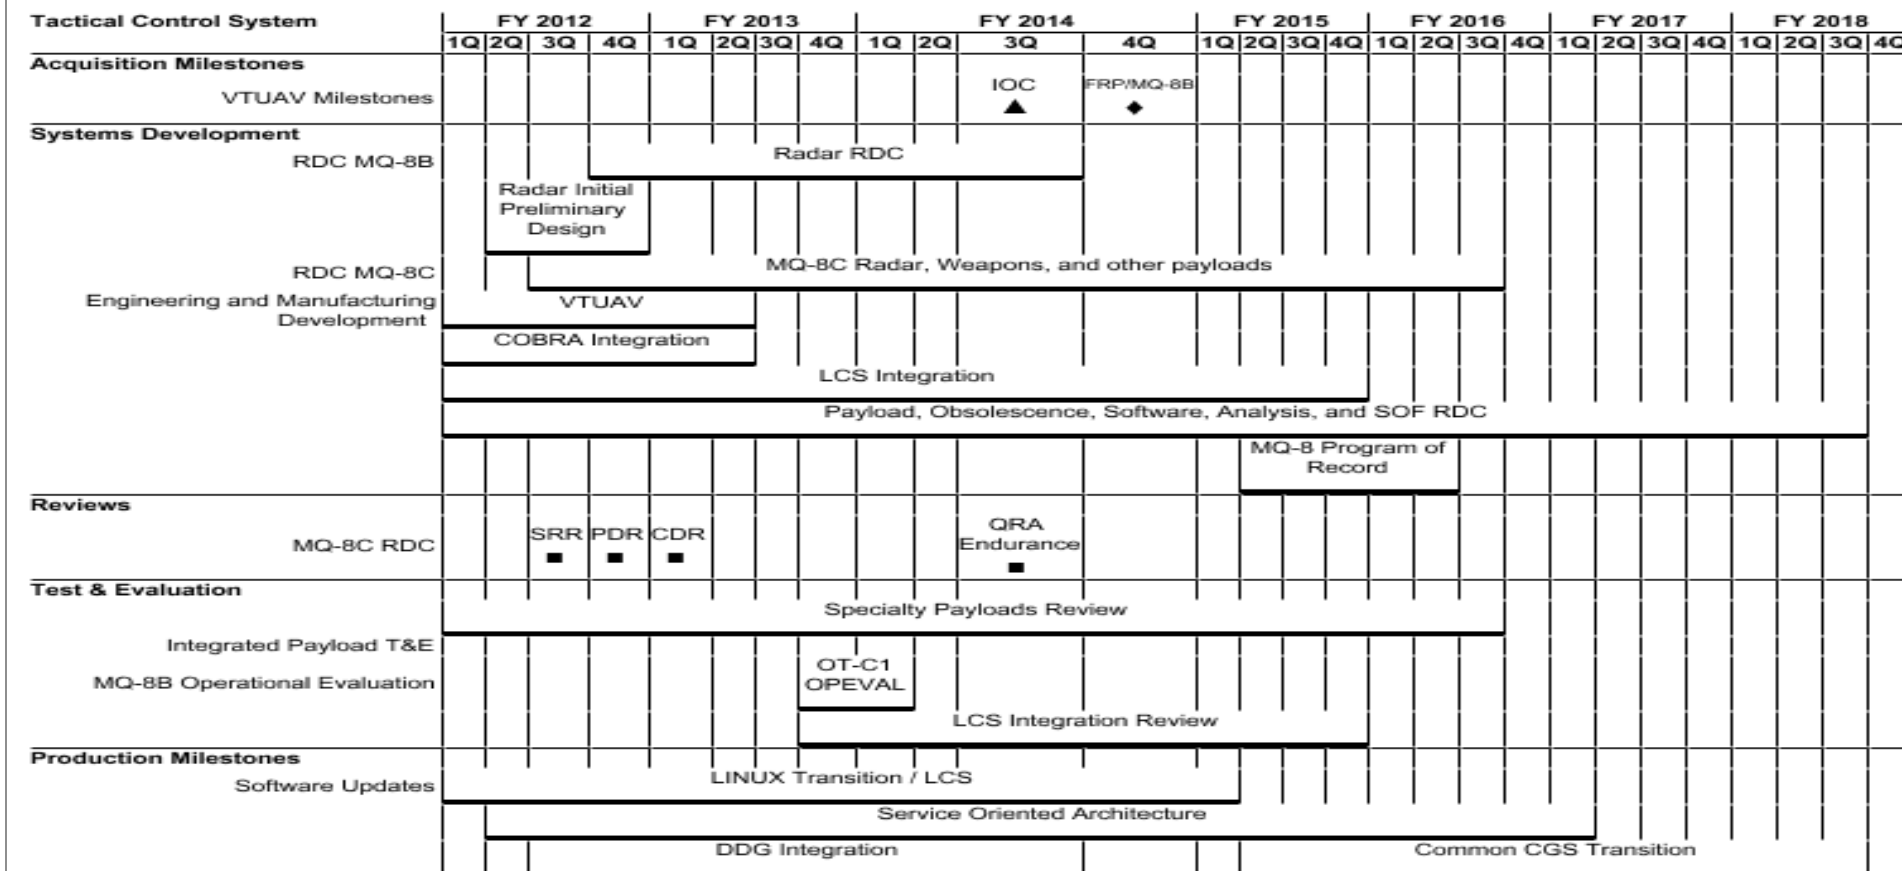 Tactical Control System FY 2012 FY 2013 FY 2014 FY 2015 FY 2016 FY 2017 FY 2018
1Q 2Q 3Q 4Q 1Q 2Q 3Q 4Q 1Q 2Q 3Q 4Q 1Q 2Q 3Q 4Q 1Q 2Q 3Q 4Q 1Q 2Q 3Q 4Q 1Q 2Q 3Q 4Q
Acquisition Milestones
IOC FRP/MQ-8B
VTUAV Milestones
Systems Development
Radar RDC
RDC MQ-8B
Radar Initial
Preliminary
Design
MQ-8C Radar, Weapons, and other payloads
RDC MQ-8C
Engineering and Manufacturing
Development
VTUAV
COBRA Integration
LCS Integration
Payload, Obsolescence, Software, Analysis, and SOF RDC
MQ-8 Program of
Record
Reviews
MQ-8C RDC
SRR PDR CDR
QRA
Endurance
Test & Evaluation
Specialty Payloads Review
Integrated Payload T&E
MQ-8B Operational Evaluation
OT-C1
OPEVAL
LCS Integration Review
Production Milestones
Software Updates
LINUX Transition / LCS
Service Oriented Architecture
DDG Integration Common CGS Transition